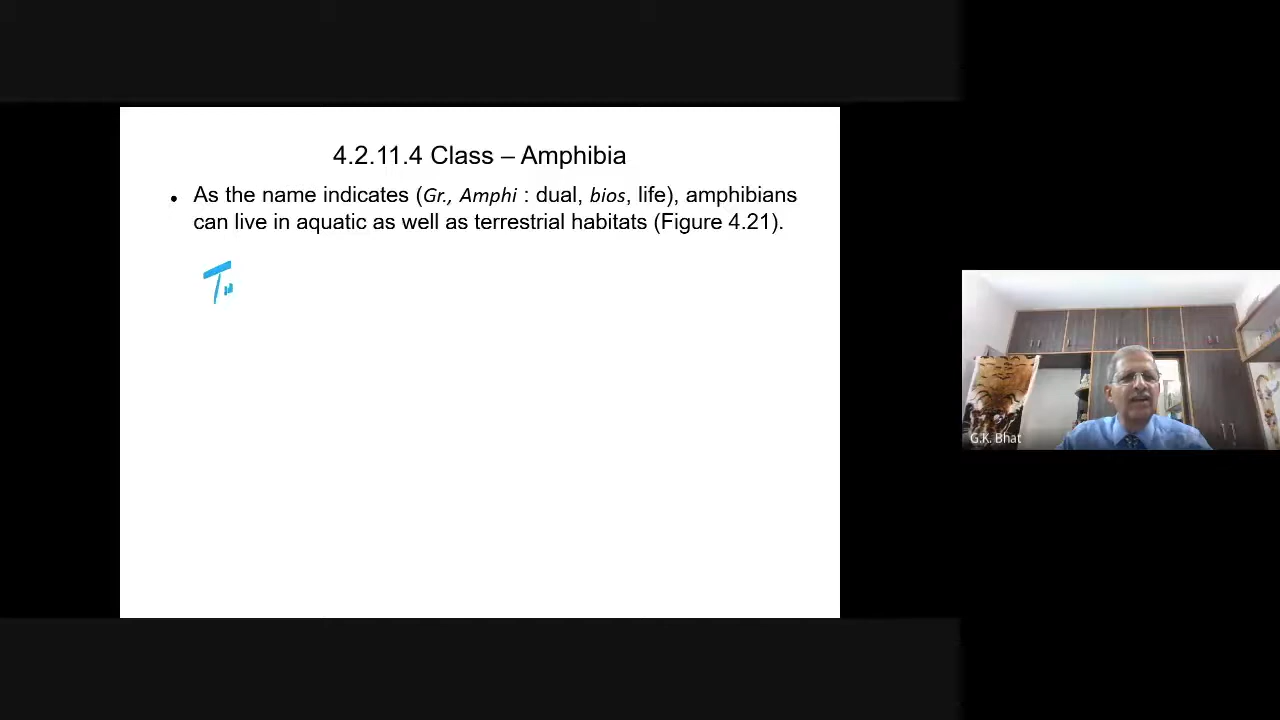 4.2.11.4 Class – Amphibia
• As the name indicates (Gr., Amphi : dual, bios, life), amphibians
can live in aquatic as well as terrestrial habitats (Figure 4.21).
G.K. Bhat